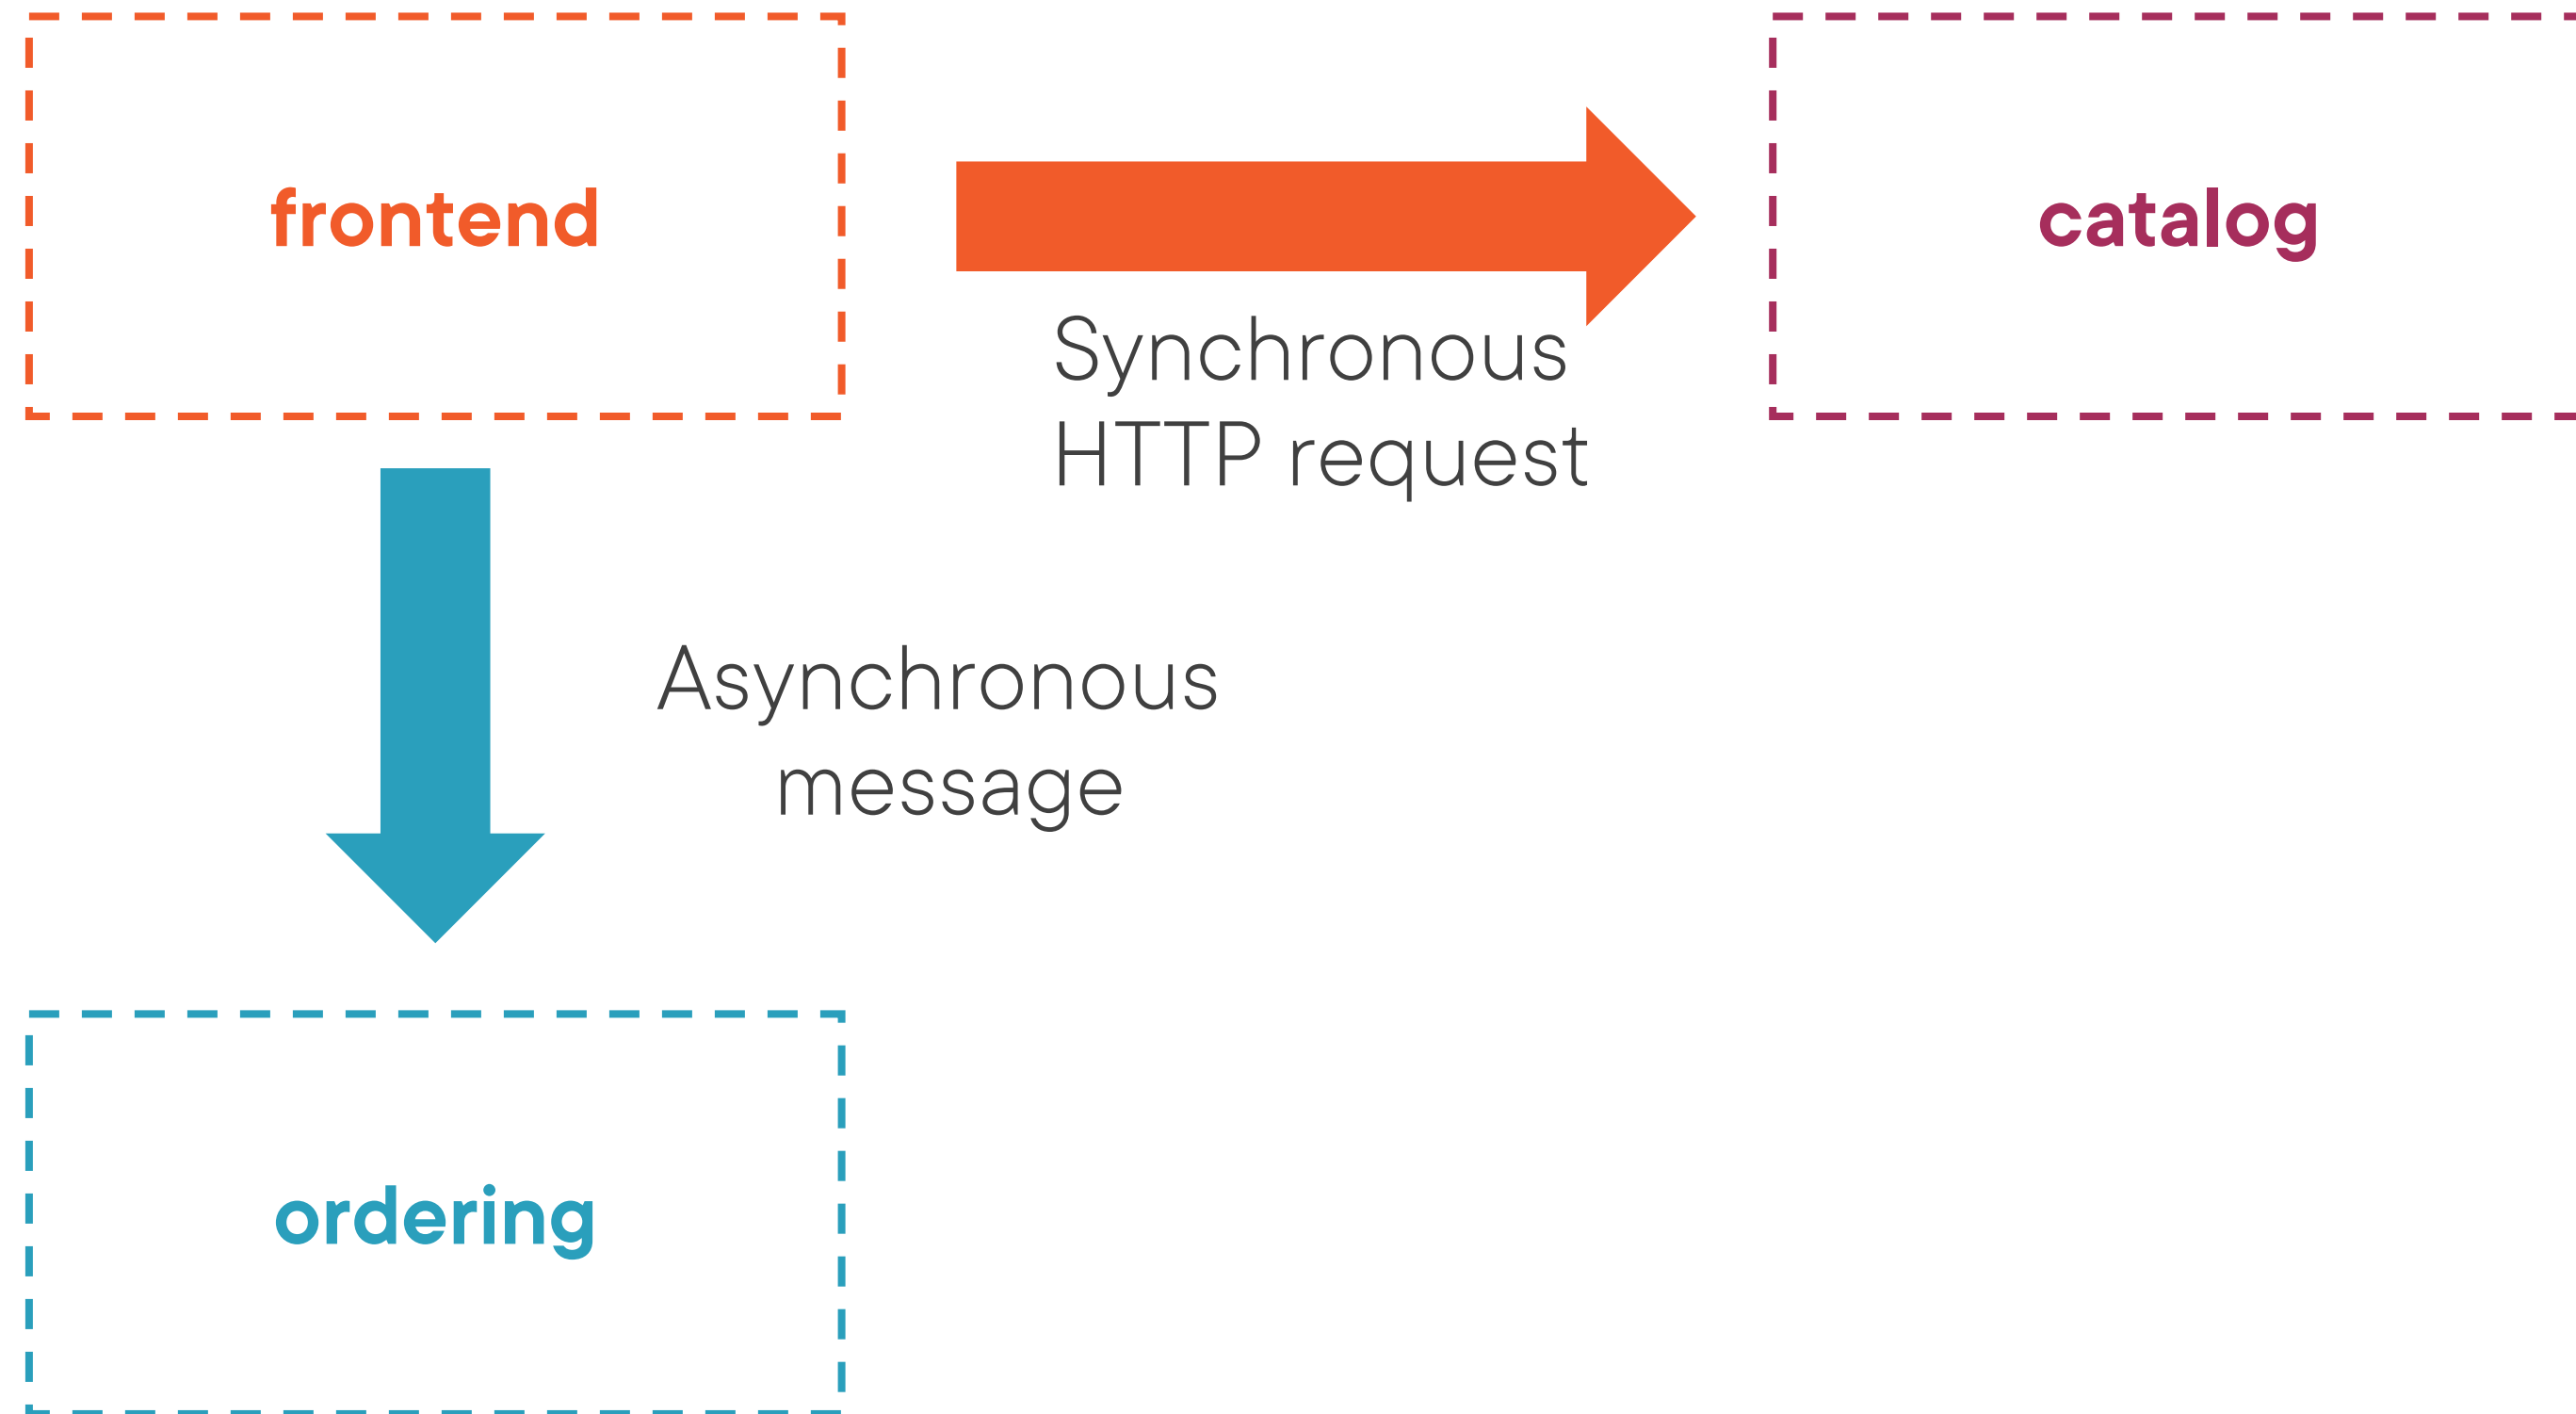 frontend
catalog
Synchronous
HTTP request
Asynchronous
message
ordering